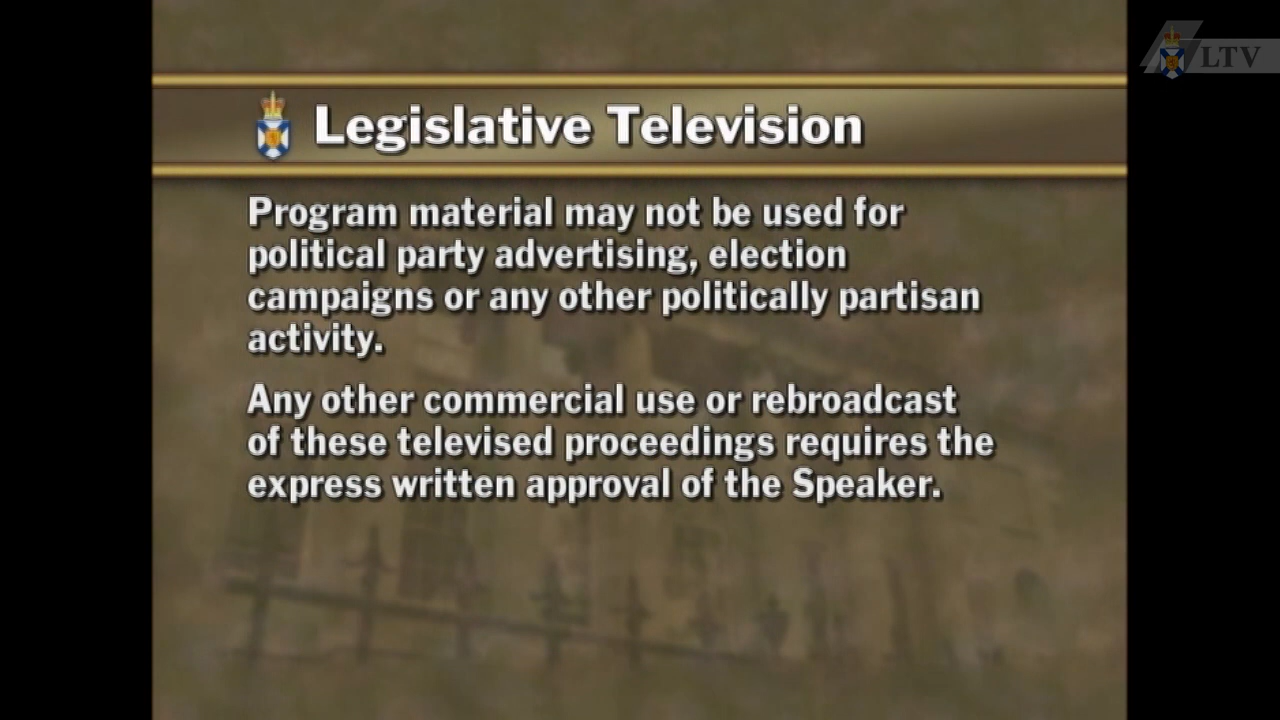 LTV
Legislative Television
Program material may not be used for
political party advertising, election
campaigns or any other politically partisan
activity.
Any other commercial use or rebroadcast
of these televised proceedings requires the
express written approval of the Speaker.